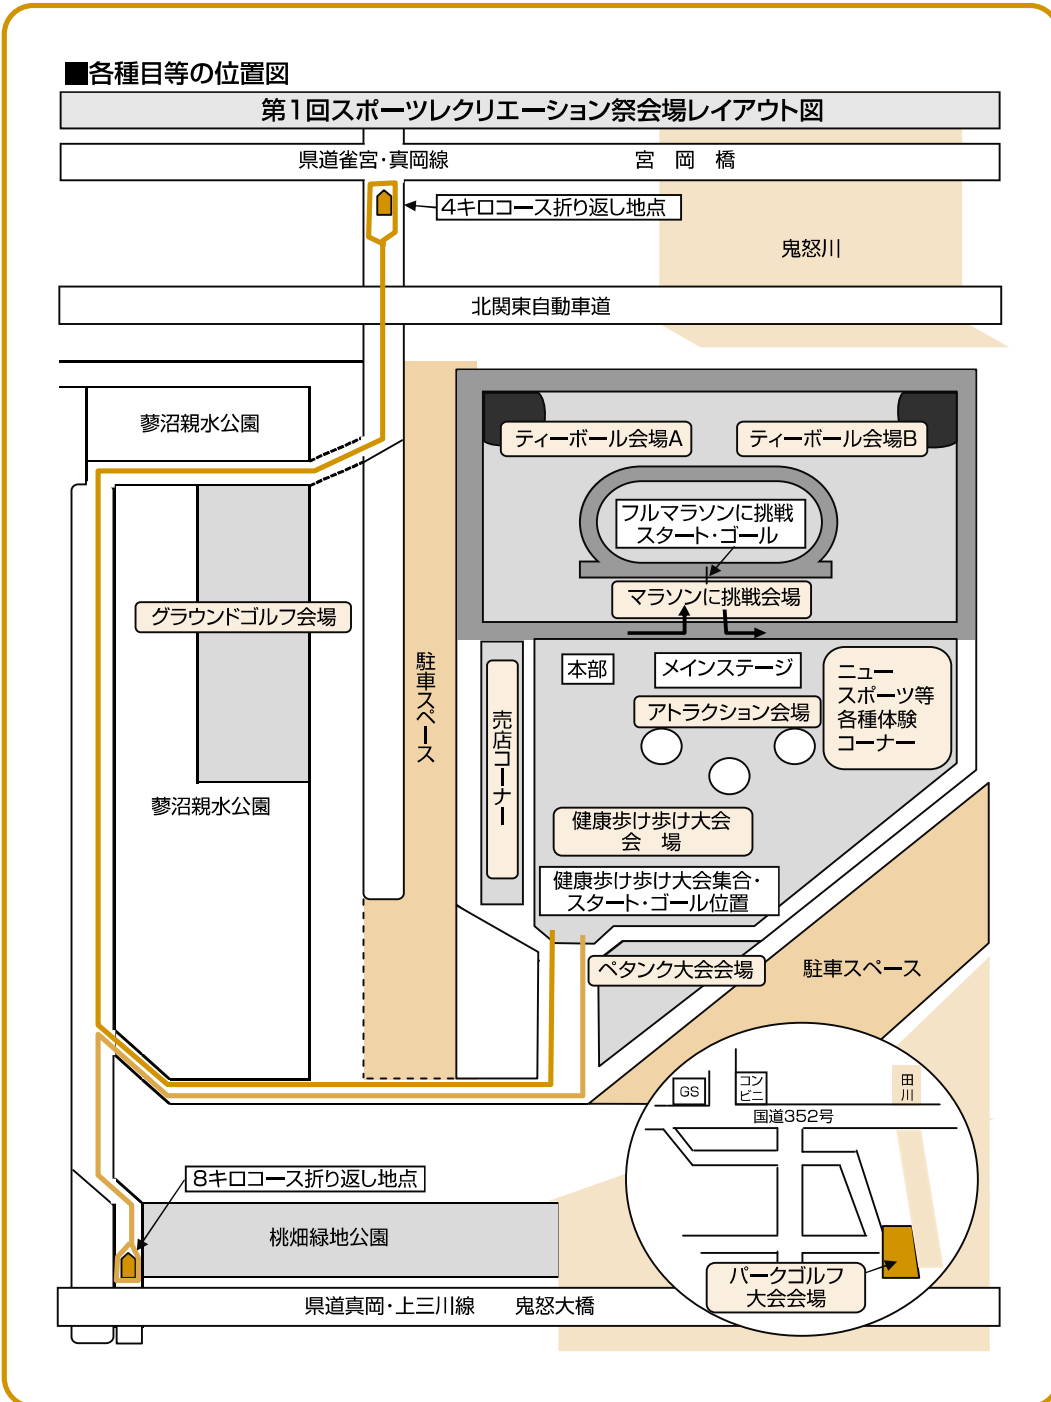 ■各種目等の位置図
第1回スポーツレクリエーション祭会場レイアウト図
県道雀宮・真岡線
宮 岡 橋
4キロコース折り返し地点
鬼怒川
北関東自動車道
蓼沼親水公園
ティーボール会場A
ティーボール会場B
フルマラソンに挑戦
スタート・ゴール
マラソンに挑戦会場
グラウンドゴルフ会場
駐車スペース
本部
メインステージ
ニュー
スポーツ等
各種体験
コーナー
アトラクション会場
売店コーナー
蓼沼親水公園
健康歩け歩け大会
会 場
健康歩け歩け大会集合・
スタート・ゴール位置
ペタンク大会会場
駐車スペース
GS
コン
ビニ
田
川
国道352号
8キロコース折り返し地点
桃畑緑地公園
パークゴルフ
大会会場
県道真岡・上三川線
鬼怒大橋